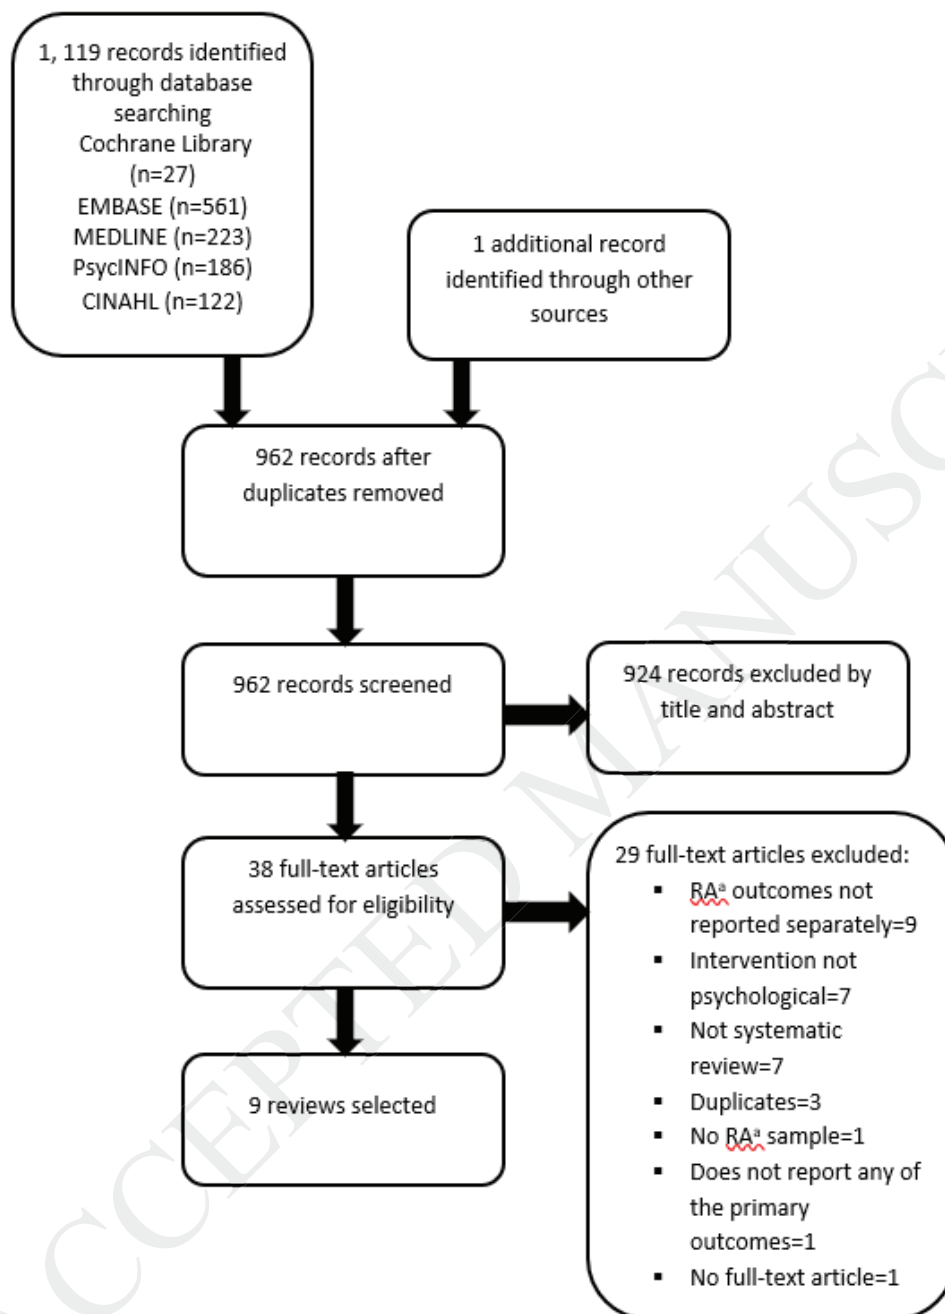 1, 119 records identified
through database
searching
Cochrane Library
(n=27)
EMBASE (n=561)
MEDLINE (n=223)
PsycINFO (n=186)
CINAHL (n=122)
1 additional record
identified through other
sources
962 records after
duplicates removed
962 records screened
924 records excluded by
title and abstract
38 full-text articles
assessed for eligibility
29 full-text articles excluded:
▪ RAᵃ outcomes not
reported separately=9
▪ Intervention not
psychological=7
▪ Not systematic
review=7
▪ Duplicates=3
▪ No RAᵃ sample=1
▪ Does not report any of
the primary
outcomes=1
▪ No full-text article=1
9 reviews selected
CCEPTED MANUSC